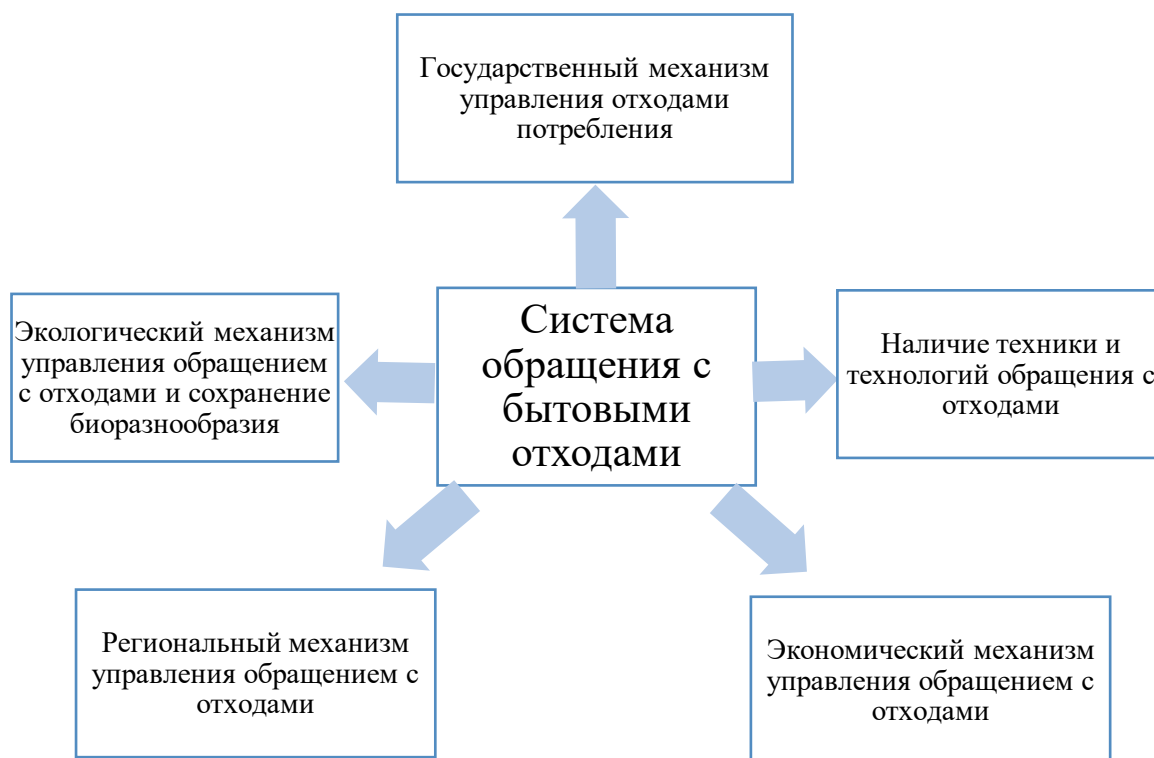 Государственный механизм
управления отходами
потребления
Экологический механизм
управления обращением
с отходами и сохранение
биоразнообразия
Система
обращения с
бытовыми
отходами
Наличие техники и
технологий обращения с
отходами
Региональный механизм
управления обращением с
отходами
Экономический механизм
управления обращением с
отходами